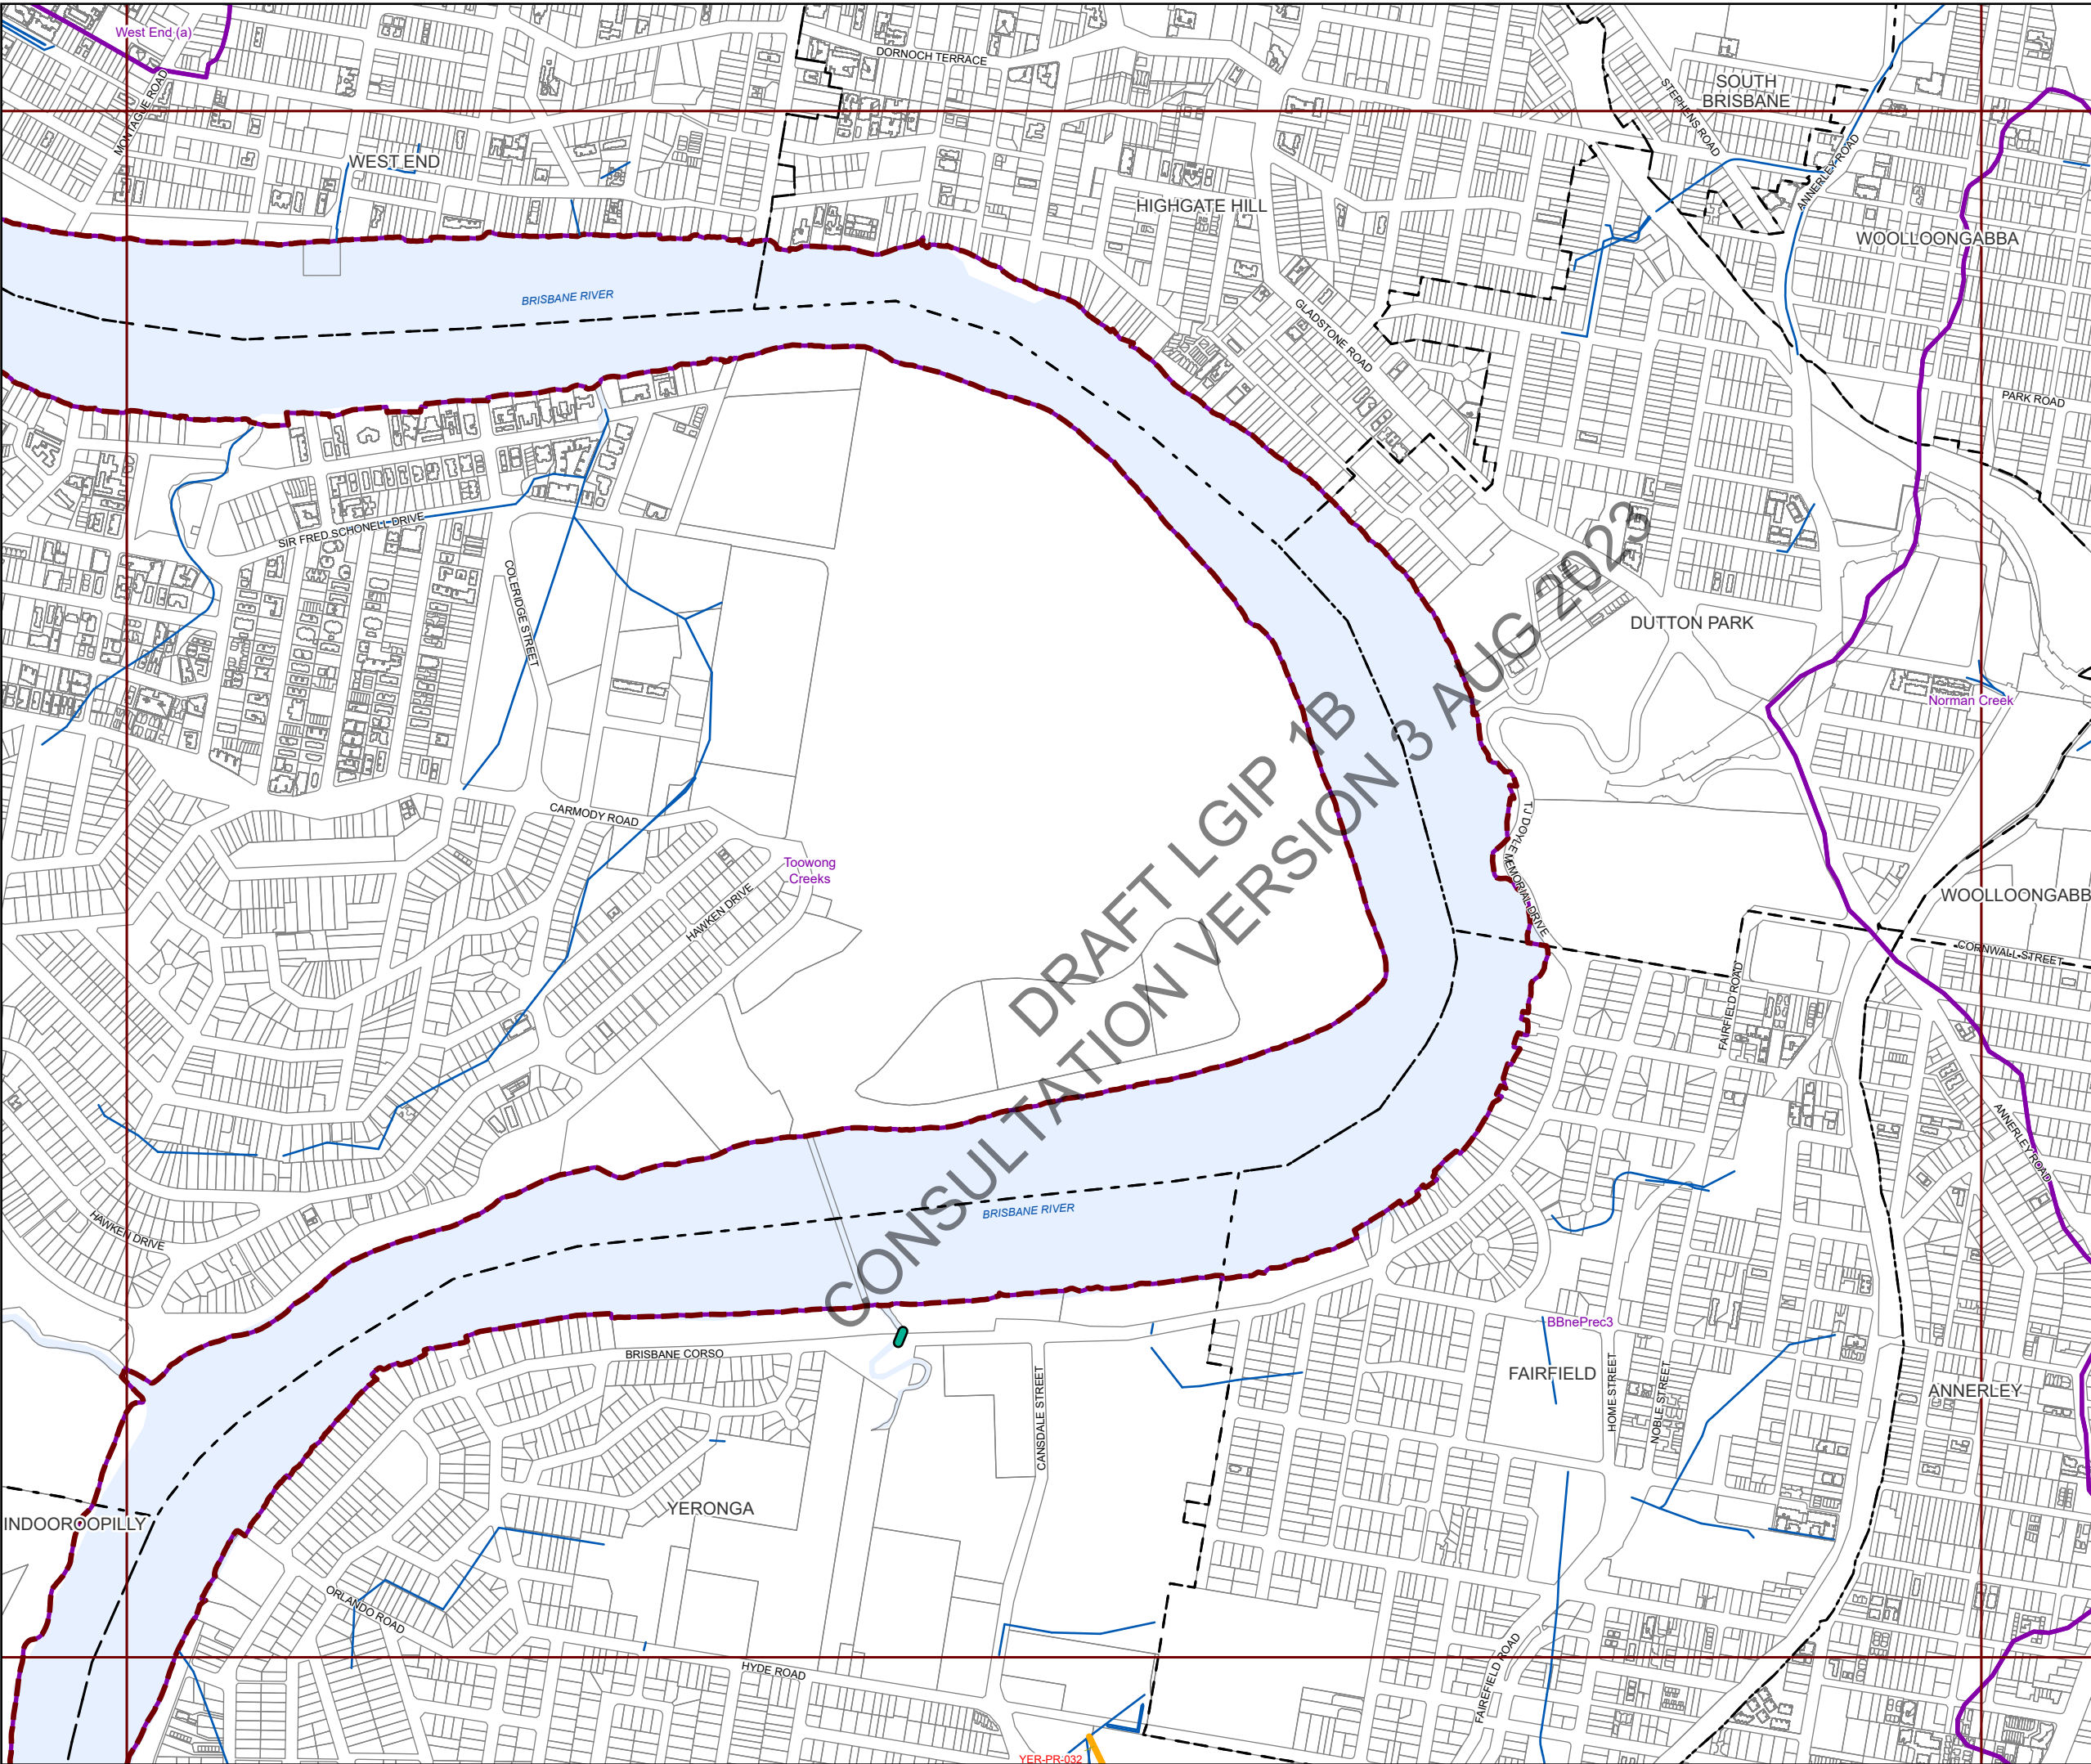 West End (a)
DORNOCH TERRACE
SOUTH
BRISBANE
MONTAGUE ROAD
STEPHENS ROAD
WEST END
ANNERLEY ROAD
HIGHGATE HILL
WOOLLOONGABBA
BRISBANE RIVER
GLADSTONE ROAD
PARK ROAD
SIR FRED SCHONELL DRIVE
COLERIDGE STREET
DUTTON PARK
Norman Creek
DRAFT LGIP 1B
CONSULTATION VERSION 3 AUG 2023
CARMODY ROAD
TJ DOYLE MEMORIAL DRIVE
Toowong
Creeks
HAWKEN DRIVE
WOOLLOONGABB
CORNWALL STREET
FAIRFIELD ROAD
ANNERLEY ROAD
HAWKEN DRIVE
BRISBANE RIVER
BBnePrec3
BRISBANE CORSO
FAIRFIELD
HOME STREET
NOBLE STREET
ANNERLEY
CANSDALE STREET
YERONGA
INDOOROOPILLY
ORLANDO ROAD
HYDE ROAD
FAIREFIELD ROAD
YER-PR-032